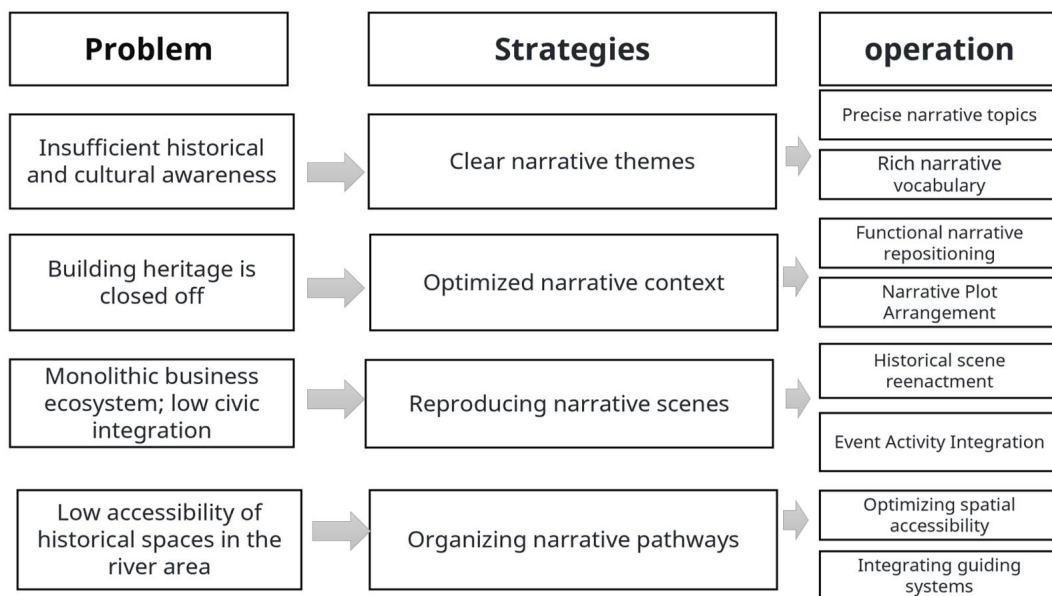 Problem
Strategies
operation
Insufficient historical
and cultural awareness
Clear narrative themes
Precise narrative topics
Rich narrative
vocabulary
Building heritage is
closed off
Optimized narrative context
Functional narrative
repositioning
Narrative Plot
Arrangement
Monolithic business
ecosystem; low civic
integration
Reproducing narrative scenes
Historical scene
reenactment
Event Activity Integration
Low accessibility of
historical spaces in the
river area
Organizing narrative pathways
Optimizing spatial
accessibility
Integrating guiding
systems